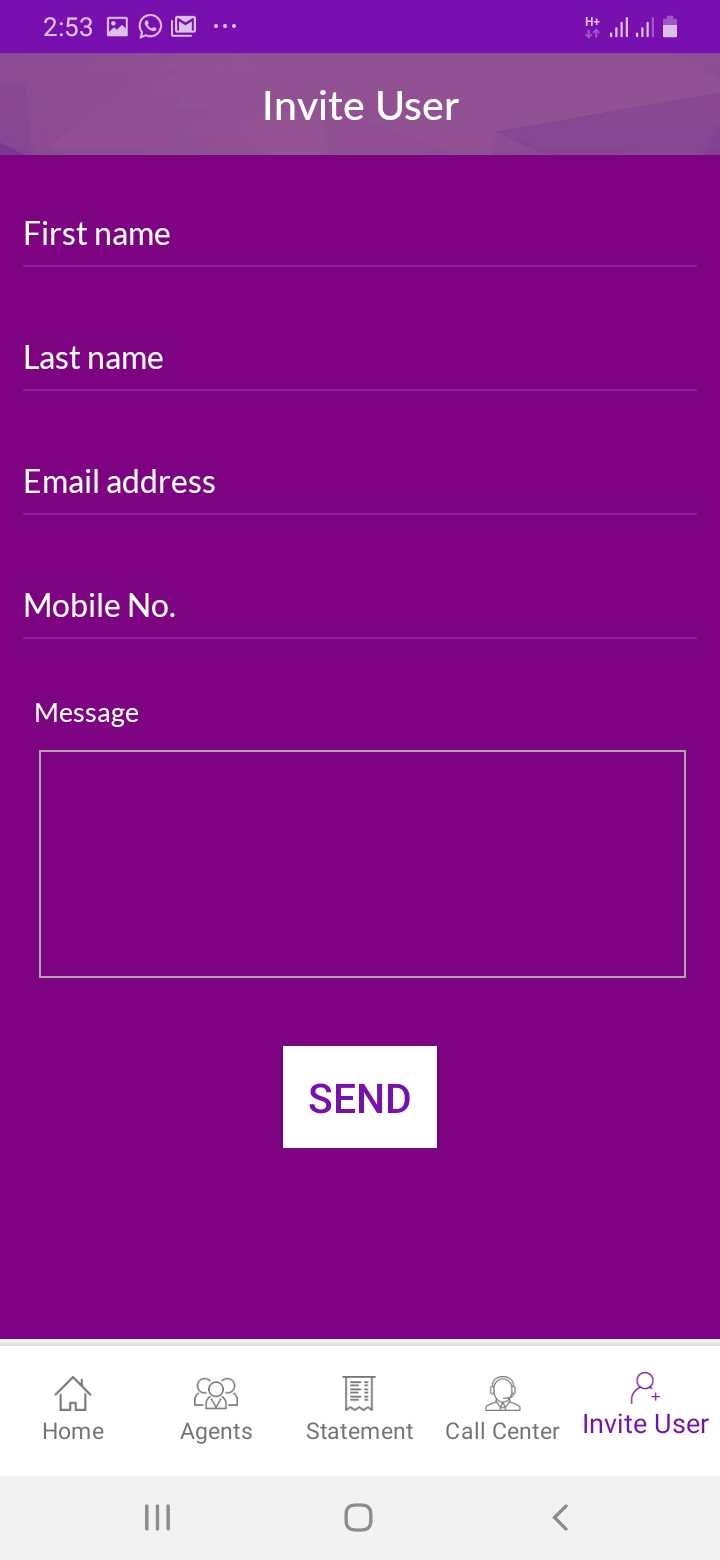 2:53
H+
Invite User
First name
Last name
Email address
Mobile No.
Message
SEND
Home
Agents
Statement
Call Center
Invite User